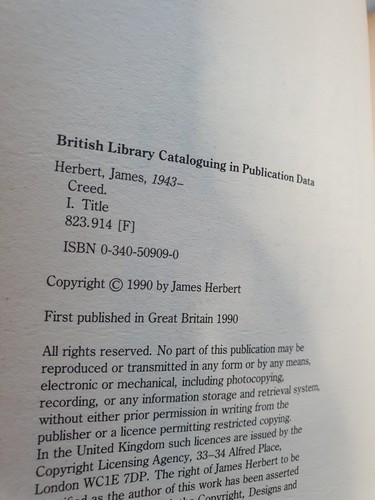 British Library Cataloguing in Publication Data
Herbert, James, 1943–
Creed.
I. Title
823.914 [F]
ISBN 0-340-50909-0
Copyright © 1990 by James Herbert
First published in Great Britain 1990
All rights reserved. No part of this publication may be
reproduced or transmitted in any form or by any means,
electronic or mechanical, including photocopying,
recording, or any information storage and retrieval system,
without either prior permission in writing from the
publisher or a licence permitting restricted copying.
In the United Kingdom such licences are issued by the
Copyright Licensing Agency, 33–34 Alfred Place,
London WC1E 7DP. The right of James Herbert to be
as the author of this work has been asserted
the Copyright, Designs and